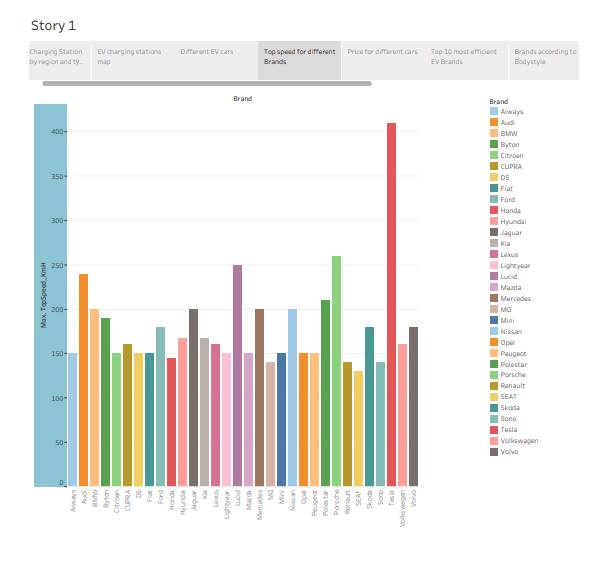 Story 1
Charging Station
by region and ty..
EV charging stations
map
Different EV cars
Top speed for different
Brands
Price for different cars.
Top 10 most efficient
EV Brands
Brands according to
Bodystyle
Brand
Max. TopSpeed_KmH
400
350
300
250
200
150
100
50
0
Aiways
Audi
BMW
Byton
Citroen
CUPRA
DS
Fiat
Ford
Honda
Hyundai
Jaguar
Kia
Lexus
Lightyear
Lucid
Mazda
Mercedes
MG
Mini
Nissan
Opel
Peugeot
Polestar
Porsche
Renault
SEAT
Skoda
Sono
Tesla
Volkswagen
Volvo
Brand
Aiways
Audi
BMW
Byton
Citroen
CUPRA
DS
Fiat
Ford
Honda
Hyundai
Jaguar
Kia
Lexus
Lightyear
Lucid
Mazda
Mercedes
MG
Mini
Nissan
Opel
Peugeot
Polestar
Porsche
Renault
SEAT
Skoda
Sono
Tesla
Volkswagen
Volvo